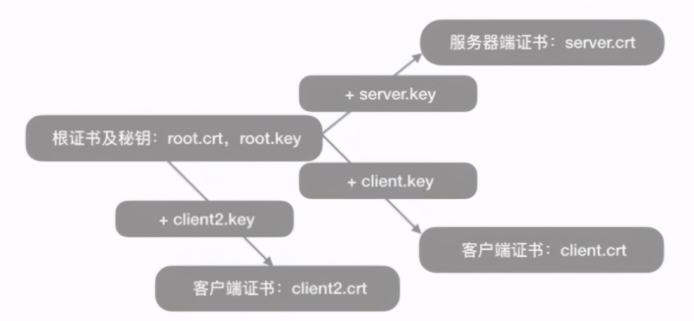 服务器端证书：server.crt
+ server.key
根证书及秘钥：root.crt，root.key
+ client.key
+ client2.key
客户端证书：client.crt
客户端证书：client2.crt